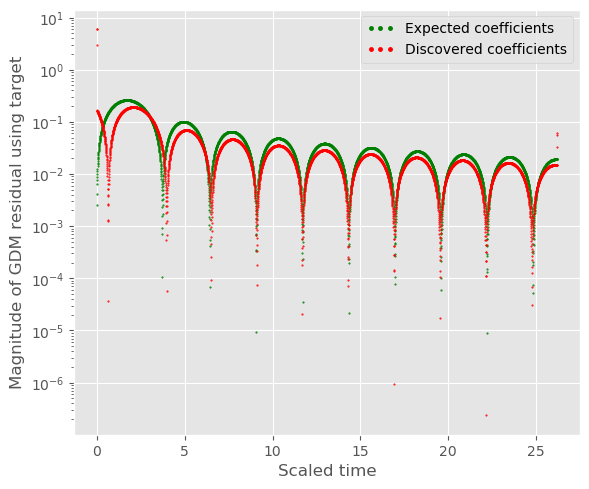 Expected coefficients
Discovered coefficients
Magnitude of GDM residual using target
10¹
10⁰
10⁻¹
10⁻²
10⁻³
10⁻⁴
10⁻⁵
10⁻⁶
0 5 10 15 20 25
Scaled time